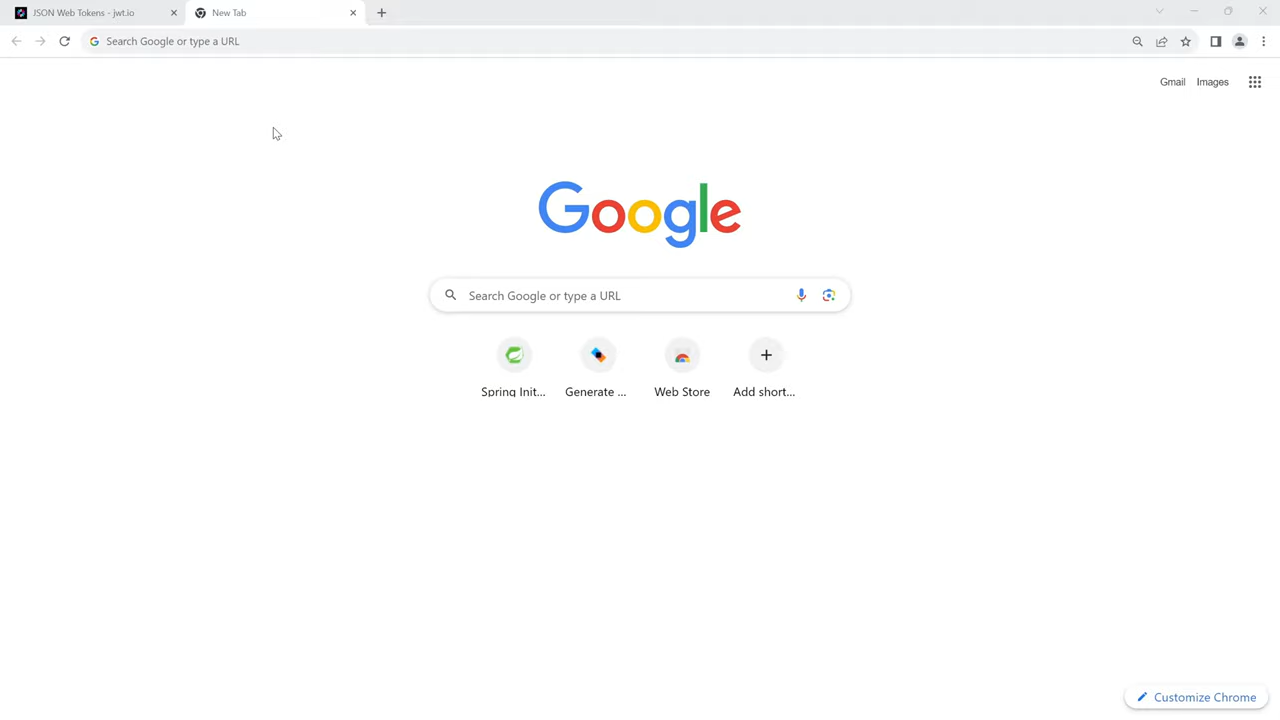 JSON Web Tokens - jwt.io
New Tab
Search Google or type a URL
Gmail Images
Google
Search Google or type a URL
Spring Init... Generate ... Web Store Add short...
Customize Chrome